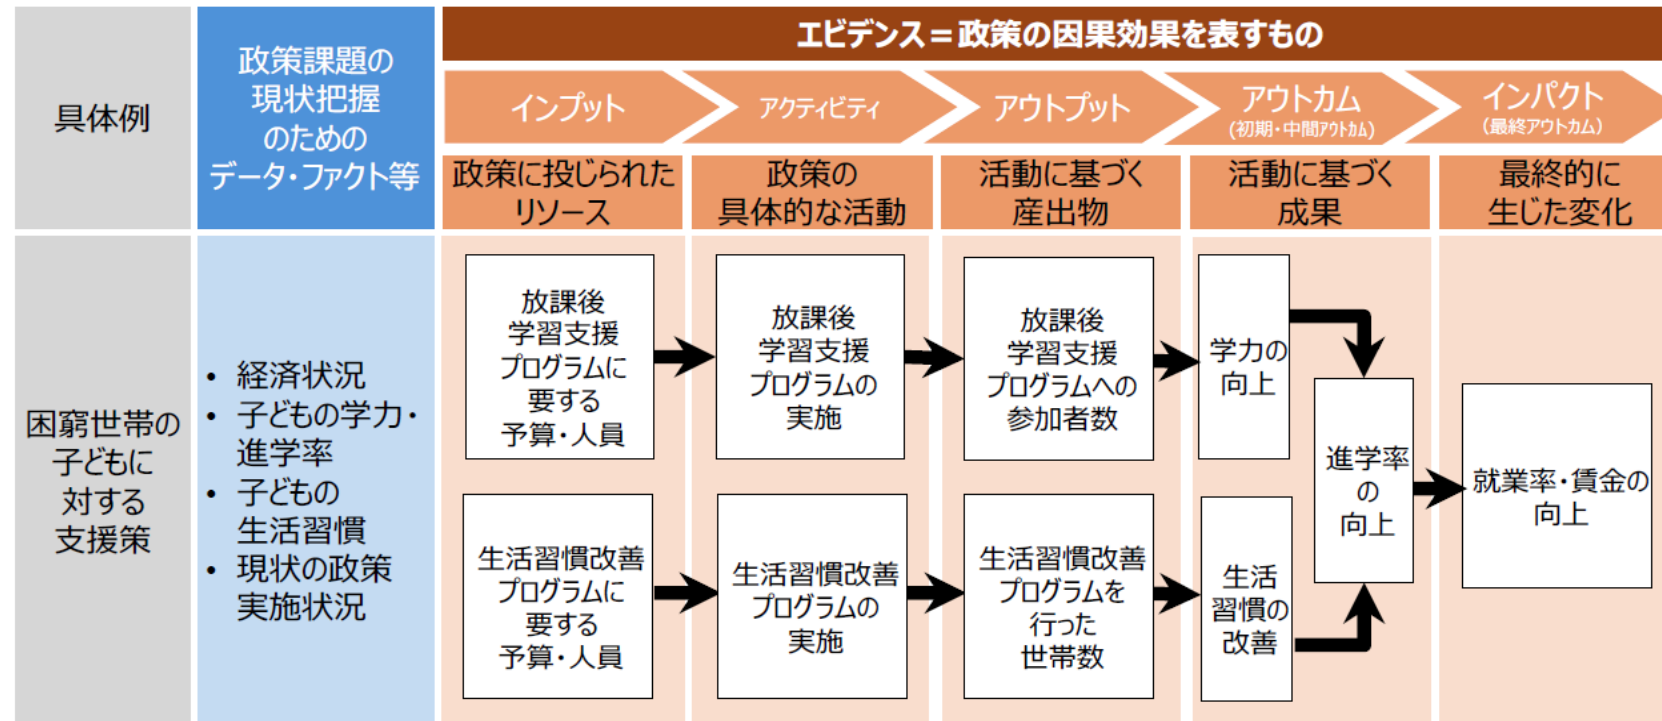 具体例
政策課題の
現状把握
のための
データ・ファクト等
エビデンス＝政策の因果効果を表すもの
インプット
アクティビティ
アウトプット
アウトカム
(初期・中間アウトカム)
インパクト
(最終アウトカム)
政策に投じられた
リソース
政策の
具体的な活動
活動に基づく
産出物
活動に基づく
成果
最終的に
生じた変化
困窮世帯の
子どもに
対する
支援策
• 経済状況
• 子どもの学力・
進学率
• 子どもの
生活習慣
• 現状の政策
実施状況
放課後
学習支援
プログラムに
要する
予算・人員
放課後
学習支援
プログラムの
実施
放課後
学習支援
プログラムへの
参加者数
学力の
向上
進学率
の
向上
就業率・賃金の
向上
生活習慣改善
プログラムに
要する
予算・人員
生活習慣改善
プログラムの
実施
生活習慣改善
プログラムを
行った
世帯数
生活
習慣の
改善